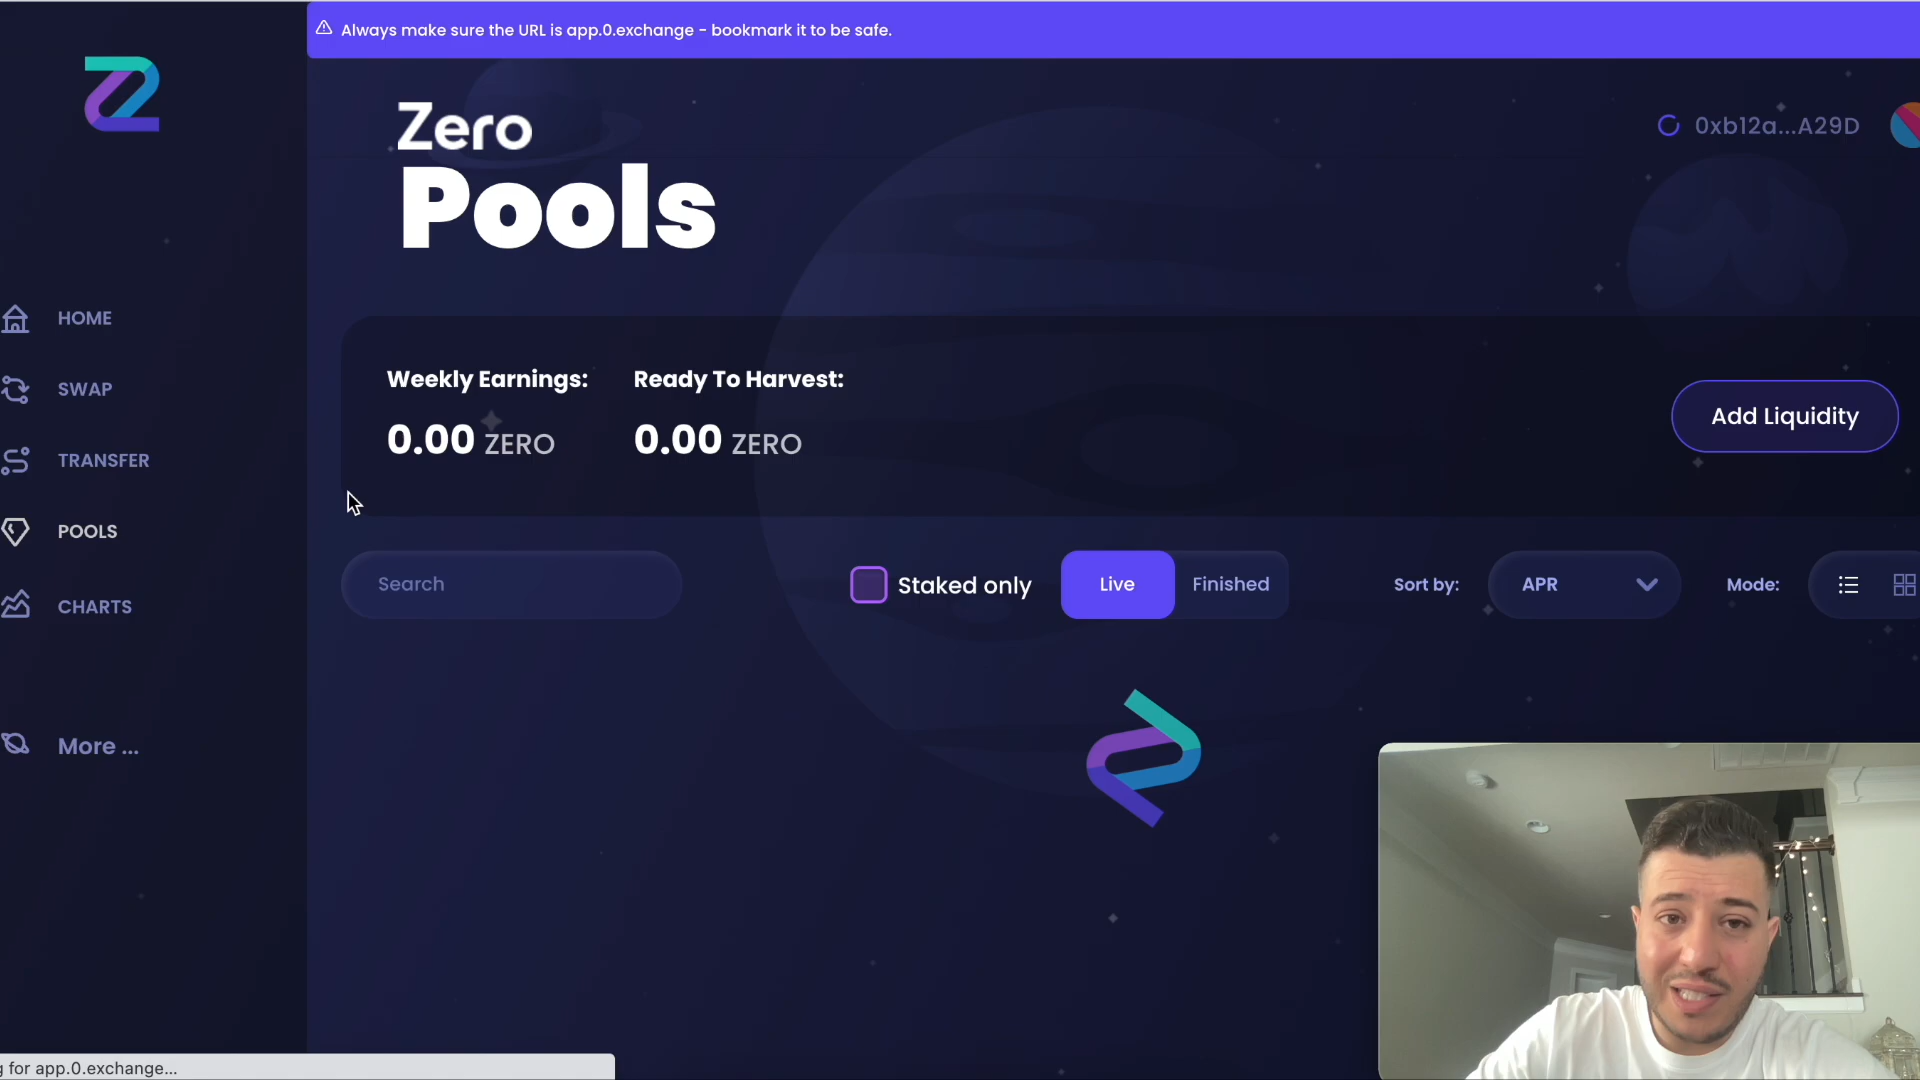 Always make sure the URL is app.0.exchange - bookmark it to be safe.
Zero
Pools
0xb12a...A29D
HOME
SWAP
TRANSFER
POOLS
CHARTS
More ...
Weekly Earnings:
0.00 ZERO
Ready To Harvest:
0.00 ZERO
Add Liquidity
Search
Staked only
Live
Finished
Sort by:
APR
Mode:
g for app.0.exchange...